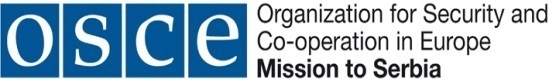 osce Organization for Security and
Co-operation in Europe
Mission to Serbia